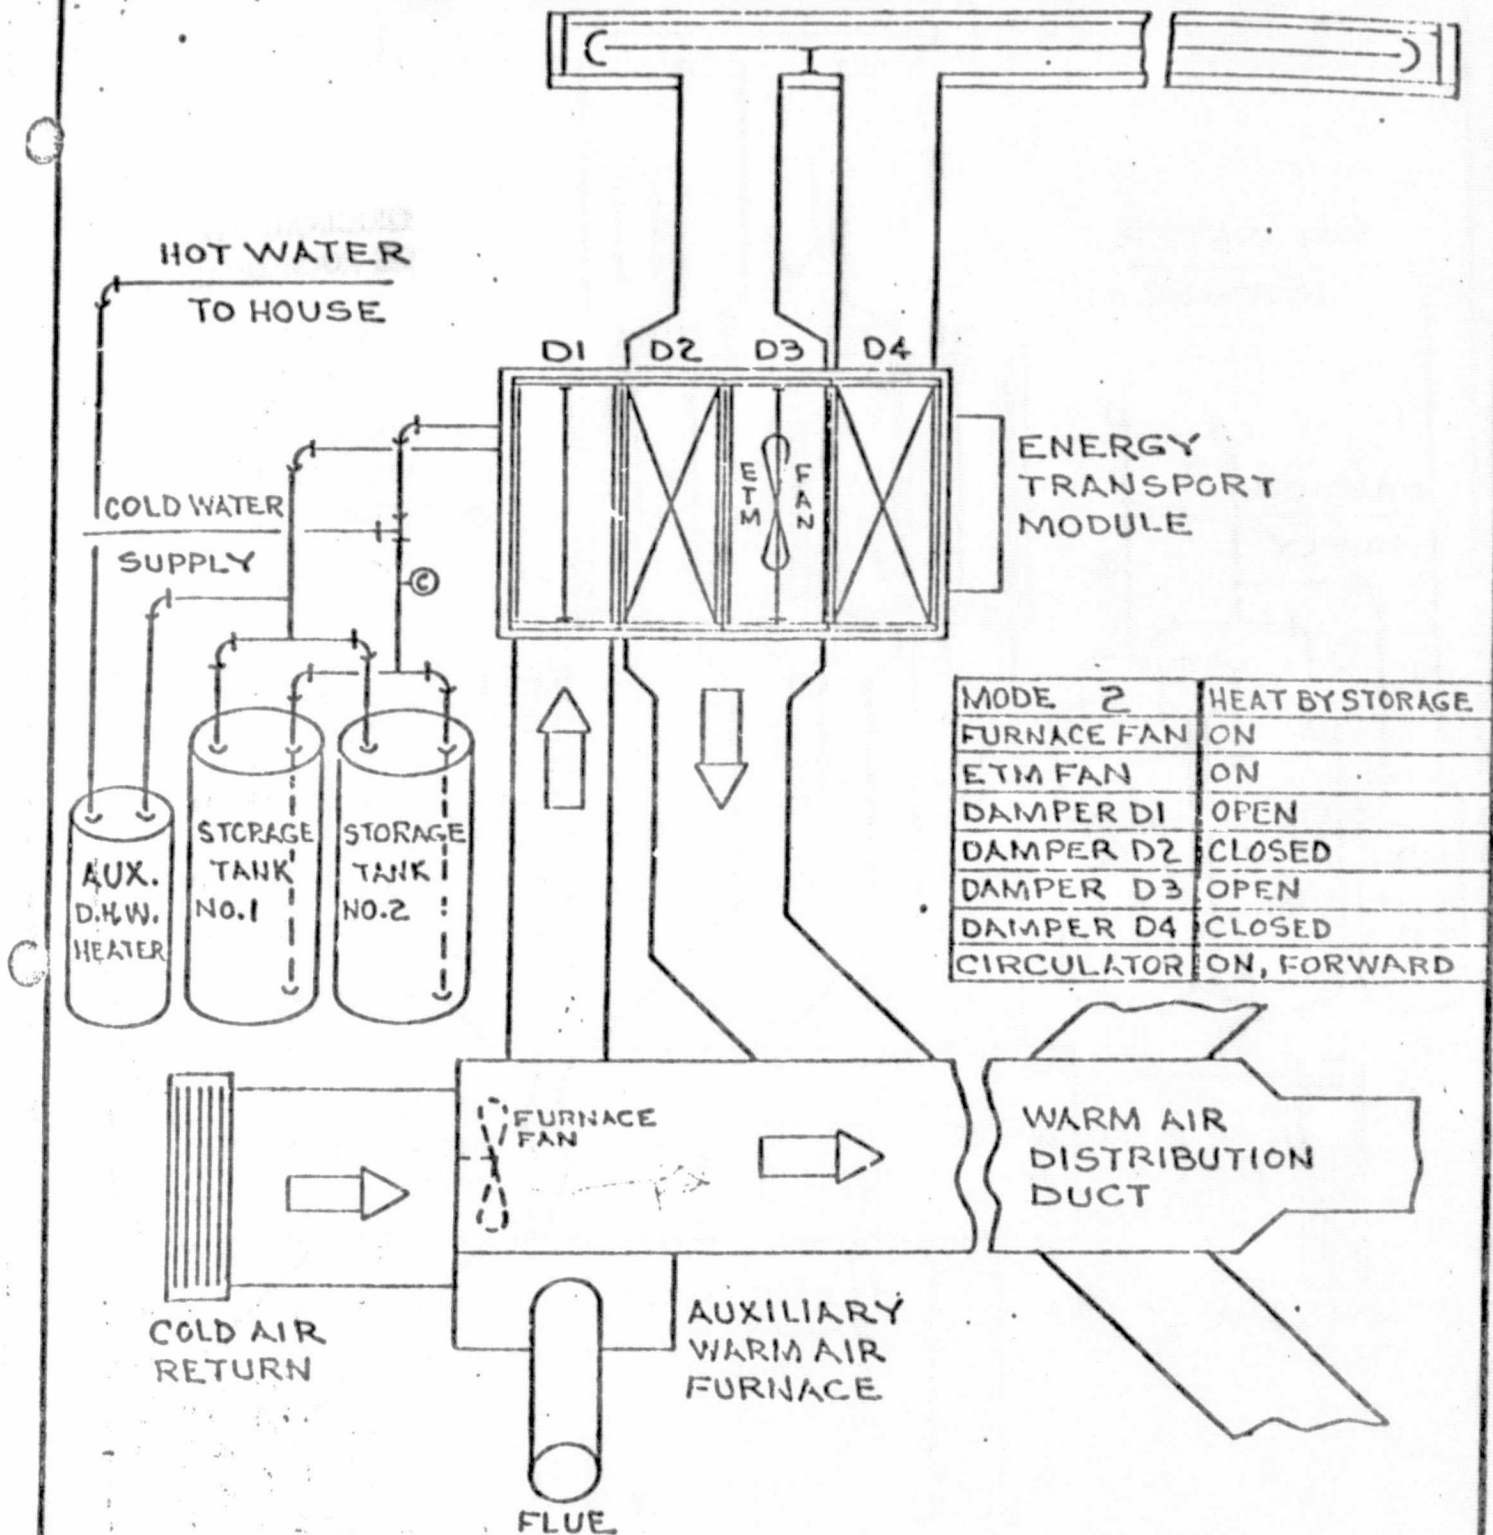 HOT WATER
TO HOUSE
D1 D2 D3 D4
ETM FAN
ENERGY
TRANSPORT
MODULE
COLD WATER
SUPPLY
C
MODE 2 HEAT BY STORAGE
FURNACE FAN ON
ETM FAN ON
DAMPER D1 OPEN
DAMPER D2 CLOSED
DAMPER D3 OPEN
DAMPER D4 CLOSED
CIRCULATOR ON, FORWARD
AUX.
D.H.W.
HEATER
STORAGE
TANK
NO.1
STORAGE
TANK
NO.2
FURNACE
FAN
WARM AIR
DISTRIBUTION
DUCT
COLD AIR
RETURN
AUXILIARY
WARM AIR
FURNACE
FLUE